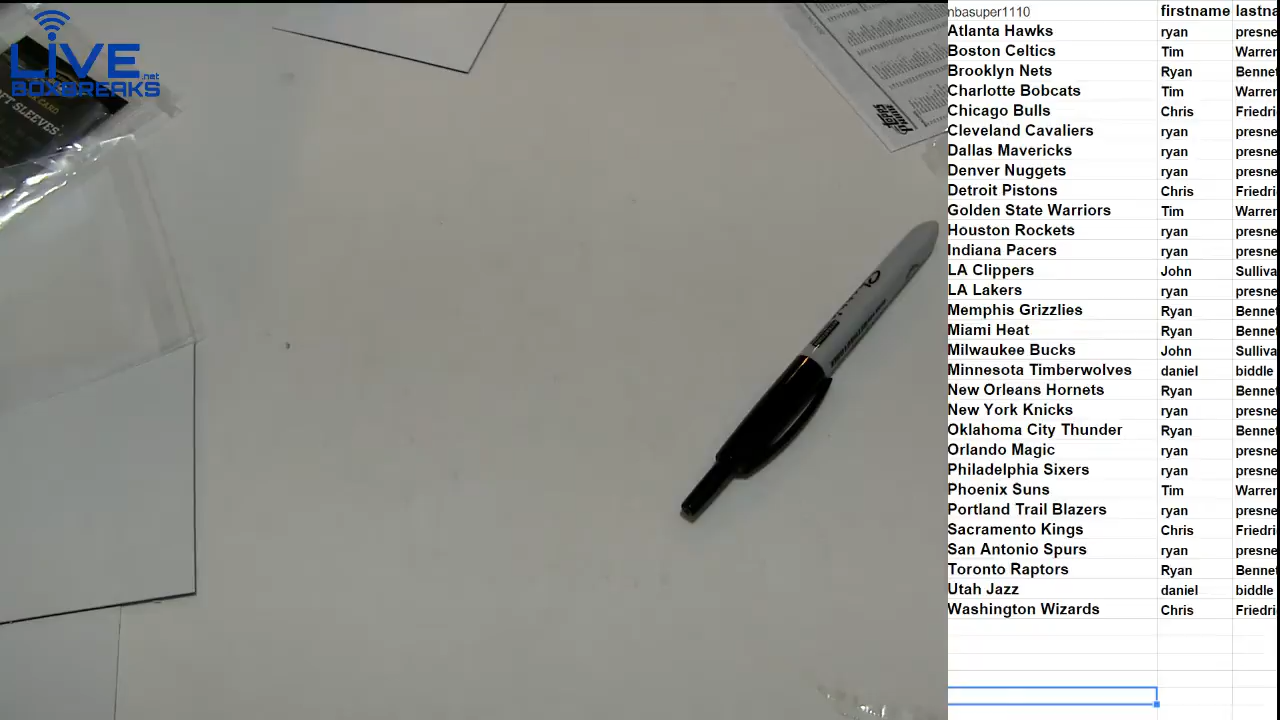 LIVE.net
BOXBREAKS
CARD
SOFT SLEEVES
topps
nbasuper1110 firstname lastna
Atlanta Hawks ryan presne
Boston Celtics Tim Warren
Brooklyn Nets Ryan Bennet
Charlotte Bobcats Tim Warren
Chicago Bulls Chris Friedri
Cleveland Cavaliers ryan presne
Dallas Mavericks ryan presne
Denver Nuggets ryan presne
Detroit Pistons Chris Friedri
Golden State Warriors Tim Warren
Houston Rockets ryan presne
Indiana Pacers ryan presne
LA Clippers John Sulliva
LA Lakers ryan presne
Memphis Grizzlies Ryan Bennet
Miami Heat Ryan Bennet
Milwaukee Bucks John Sulliva
Minnesota Timberwolves daniel biddle
New Orleans Hornets Ryan Bennet
New York Knicks ryan presne
Oklahoma City Thunder Ryan Bennet
Orlando Magic ryan presne
Philadelphia Sixers ryan presne
Phoenix Suns Tim Warren
Portland Trail Blazers ryan presne
Sacramento Kings Chris Friedri
San Antonio Spurs ryan presne
Toronto Raptors Ryan Bennet
Utah Jazz daniel biddle
Washington Wizards Chris Friedri